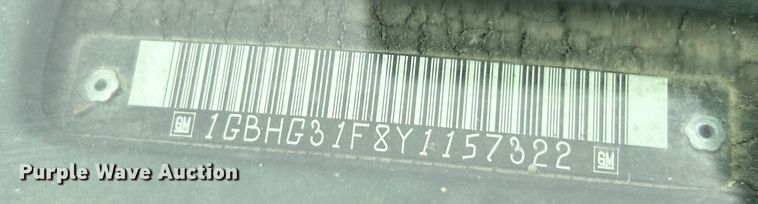 GM 1GBHG31F8Y1157322 GM
Purple Wave Auction